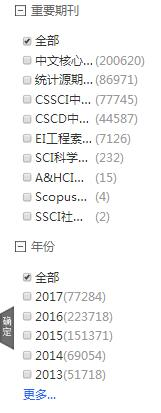 重要期刊
全部
中文核心... (200620)
统计源期... (86971)
CSSCI中... (77745)
CSCD中... (44587)
EI工程索... (7126)
SCI科学... (232)
A&HCI... (15)
Scopus... (4)
SSCI社... (2)
年份
全部
2017(77284)
2016(223718)
2015(151371)
2014(69054)
2013(51718)
更多...
确定